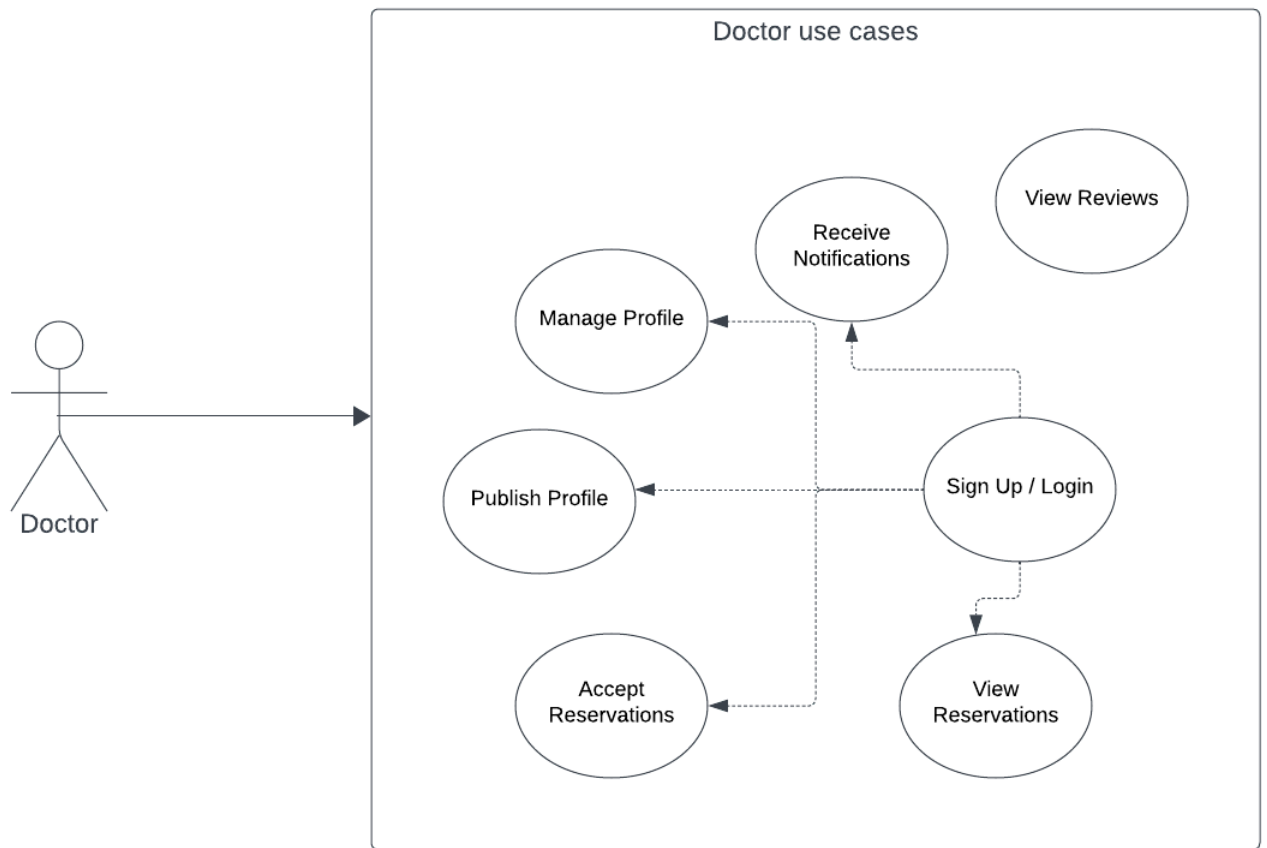 Doctor use cases
View Reviews
Receive
Notifications
Manage Profile
Sign Up / Login
Publish Profile
Doctor
Accept
Reservations
View
Reservations